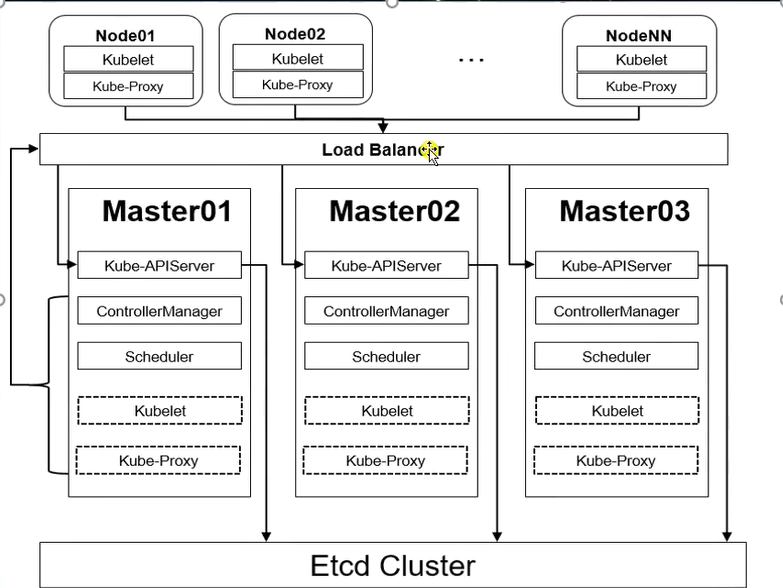 Node01
Kubelet
Kube-Proxy
Node02
Kubelet
Kube-Proxy
...
NodeNN
Kubelet
Kube-Proxy
Load Balancer
Master01
Kube-APIServer
ControllerManager
Scheduler
Kubelet
Kube-Proxy
Master02
Kube-APIServer
ControllerManager
Scheduler
Kubelet
Kube-Proxy
Master03
Kube-APIServer
ControllerManager
Scheduler
Kubelet
Kube-Proxy
Etcd Cluster